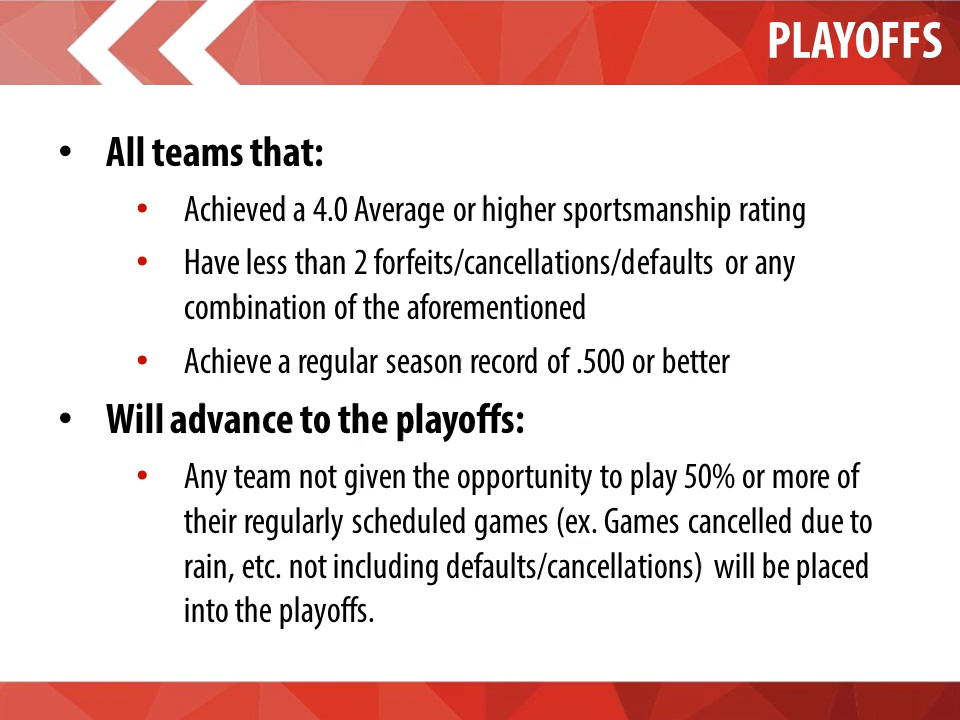 PLAYOFFS
• All teams that:
• Achieved a 4.0 Average or higher sportsmanship rating
• Have less than 2 forfeits/cancellations/defaults or any
combination of the aforementioned
• Achieve a regular season record of .500 or better
• Will advance to the playoffs:
• Any team not given the opportunity to play 50% or more of
their regularly scheduled games (ex. Games cancelled due to
rain, etc. not including defaults/cancellations) will be placed
into the playoffs.